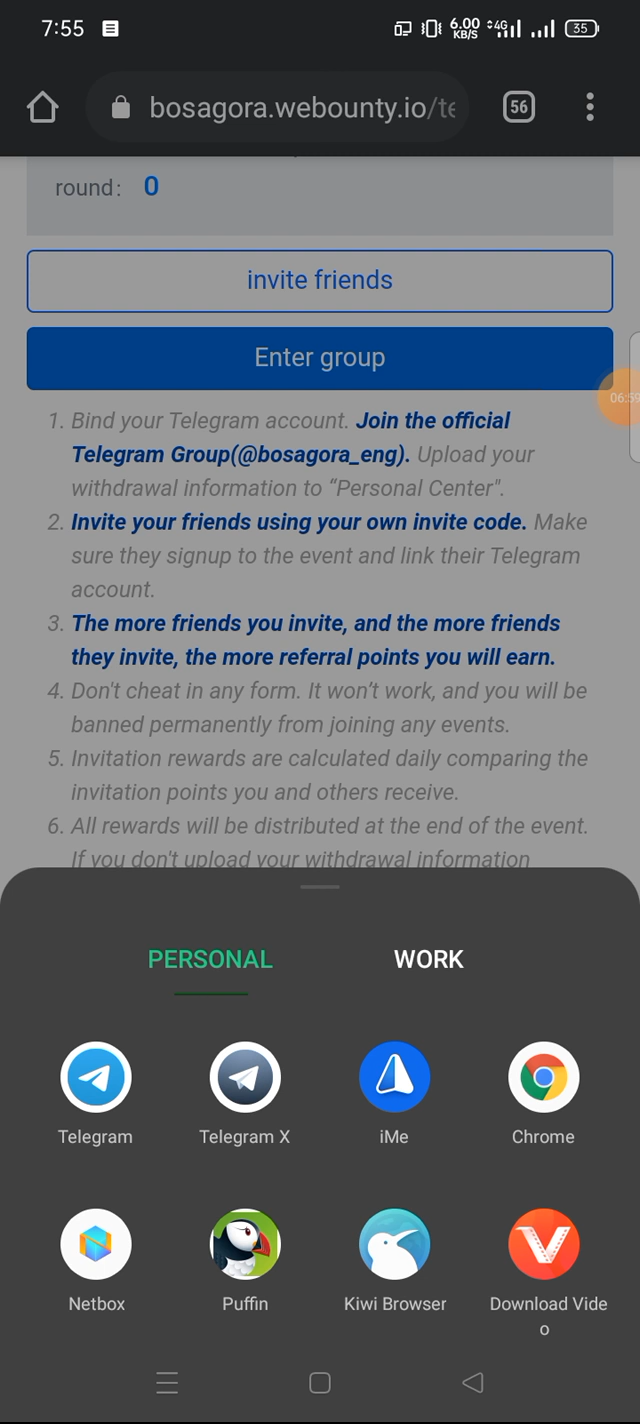 7:55
6.00
KB/S
4G
35
bosagora.webounty.io/te
56
round: 0
invite friends
Enter group
06:59
1. Bind your Telegram account. Join the official
Telegram Group(@bosagora_eng). Upload your
withdrawal information to “Personal Center".
2. Invite your friends using your own invite code. Make
sure they signup to the event and link their Telegram
account.
3. The more friends you invite, and the more friends
they invite, the more referral points you will earn.
4. Don't cheat in any form. It won’t work, and you will be
banned permanently from joining any events.
5. Invitation rewards are calculated daily comparing the
invitation points you and others receive.
6. All rewards will be distributed at the end of the event.
If you don't upload your withdrawal information
PERSONAL WORK
Telegram Telegram X iMe Chrome
Netbox Puffin Kiwi Browser Download Vide
o